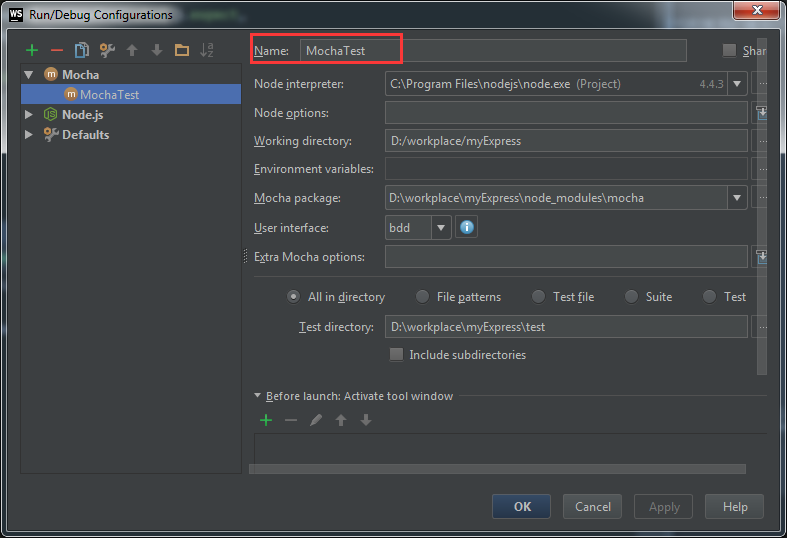 WS Run/Debug Configurations
Name: MochaTest
Shar
Mocha
MochaTest
Node.js
Defaults
Node interpreter: C:\Program Files\nodejs\node.exe (Project) 4.4.3
Node options:
Working directory: D:/workplace/myExpress
Environment variables:
Mocha package: D:\workplace\myExpress\node_modules\mocha
User interface: bdd
Extra Mocha options:
All in directory File patterns Test file Suite Test
Test directory: D:\workplace\myExpress\test
Include subdirectories
Before launch: Activate tool window
OK Cancel Apply Help